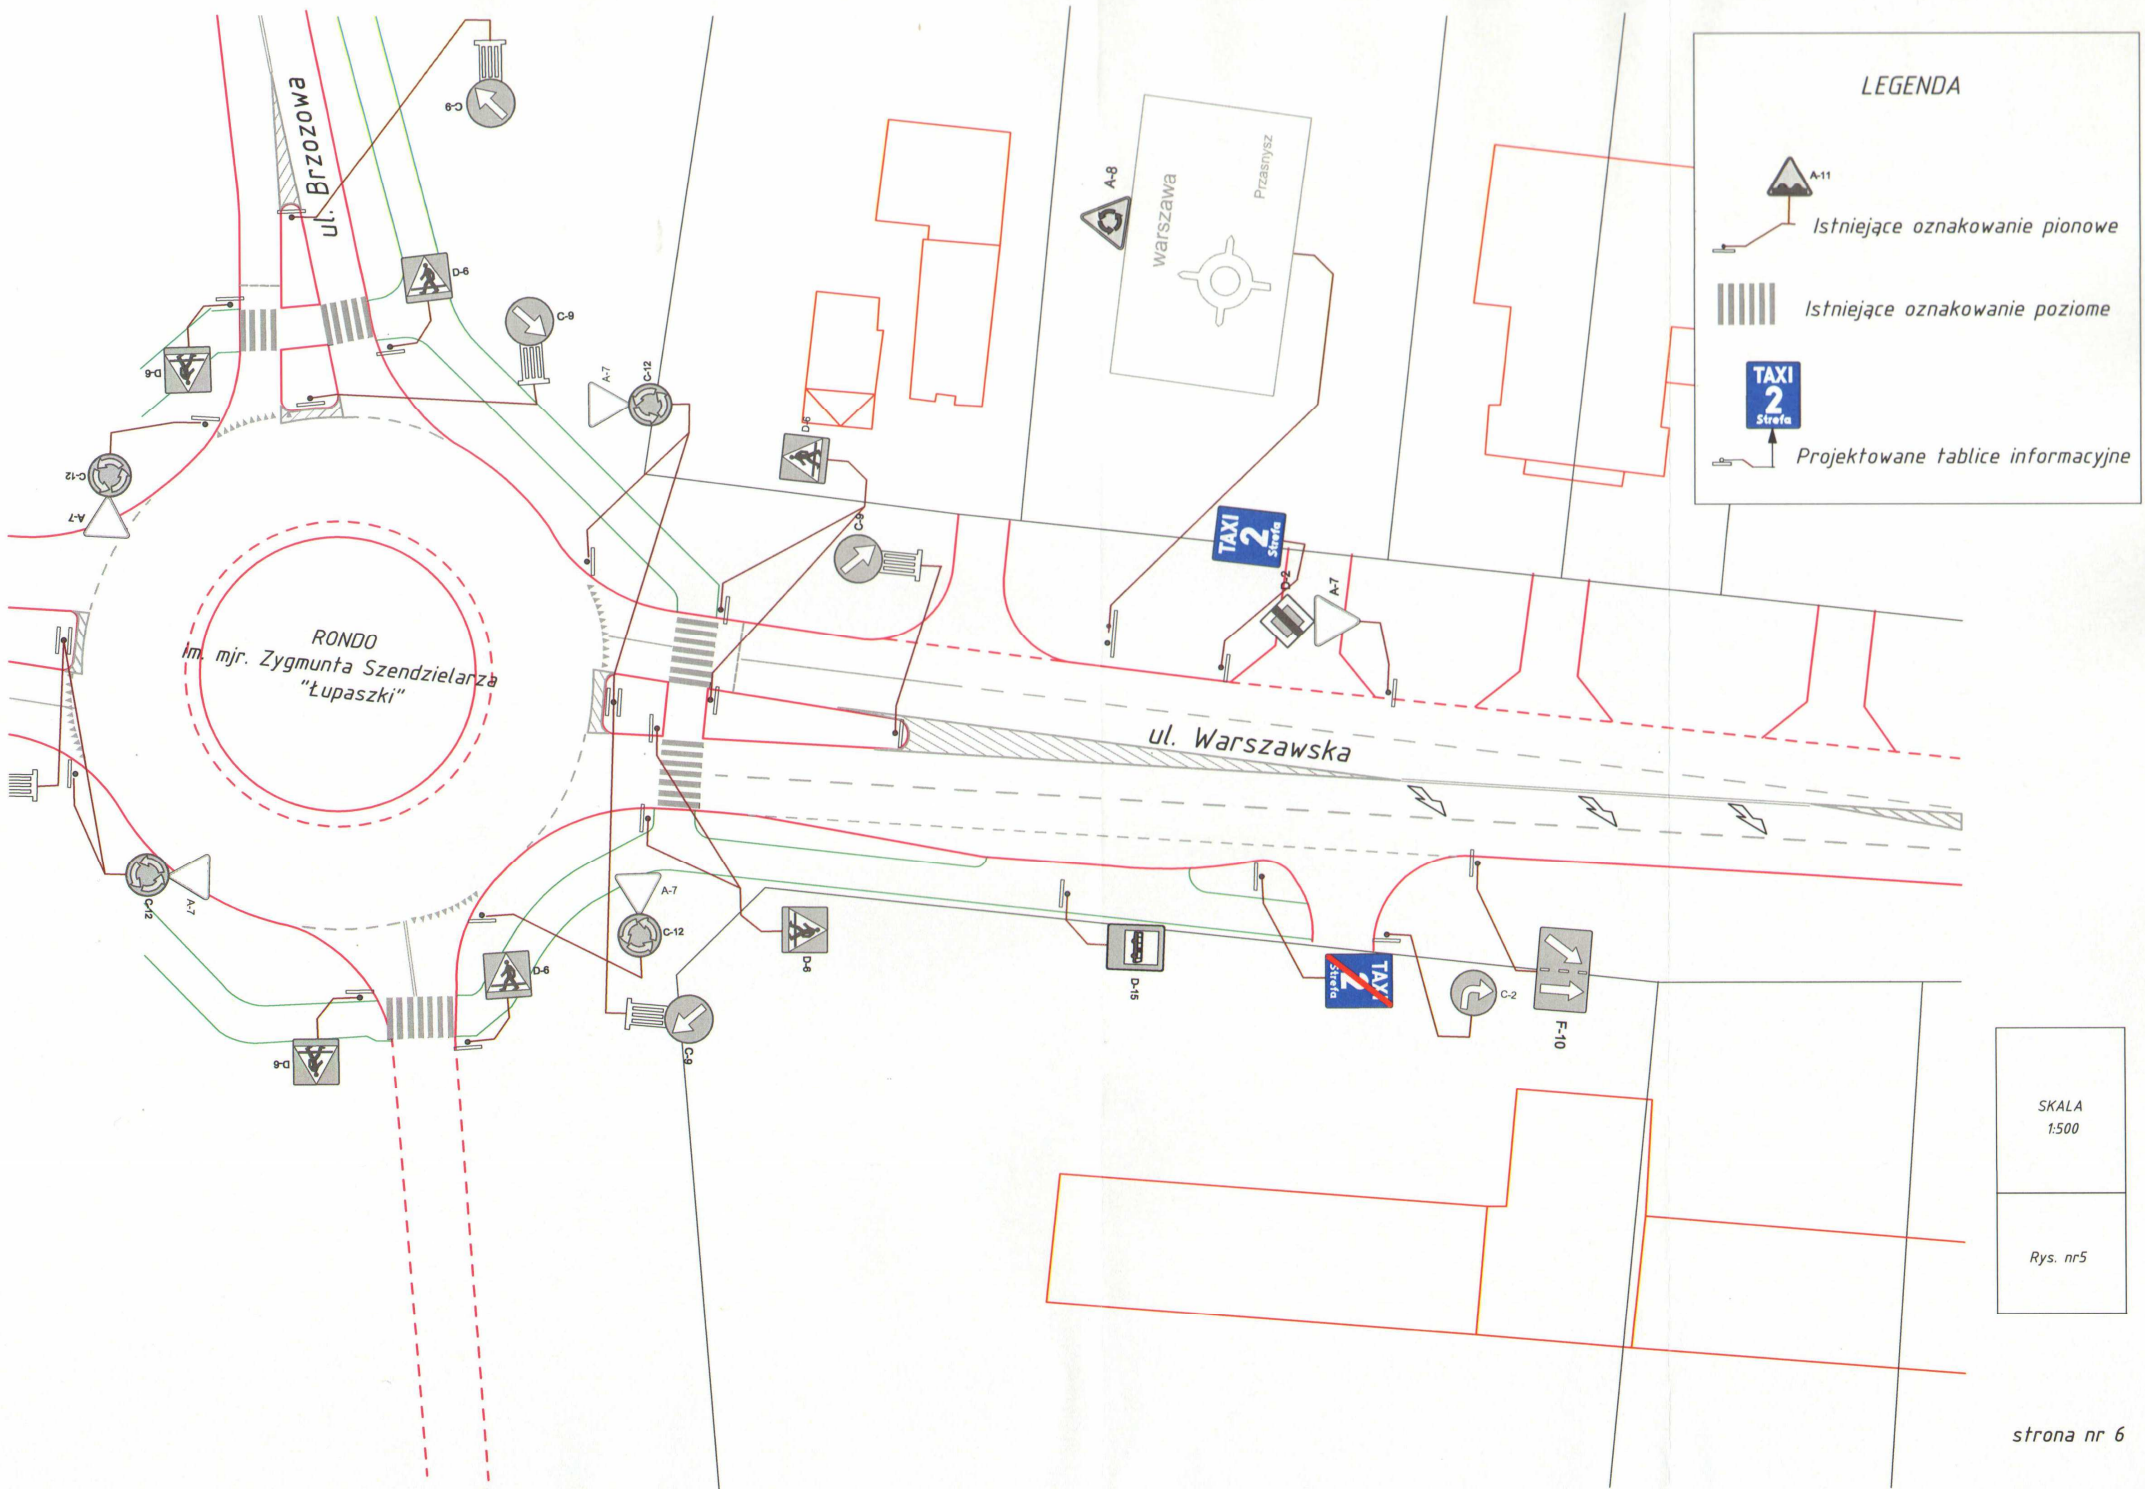 ul. Brzozowa
C-9
D-6
C-9
D-6
C-12
A-7
A-7
C-12
D-6
C-9
A-8
Warszawa
Przasnysz
LEGENDA
A-11
Istniejące oznakowanie pionowe
Istniejące oznakowanie poziome
TAXI
2
Strefa
Projektowane tablice informacyjne
TAXI
2
Strefa
D-2
A-7
RONDO
im. mjr. Zygmunta Szendzielarza
"Łupaszki"
ul. Warszawska
C-12
A-7
A-7
C-12
D-6
D-6
D-6
C-9
D-15
TAXI
2
Strefa
C-2
F-10
SKALA
1:500
Rys. nr5
strona nr 6